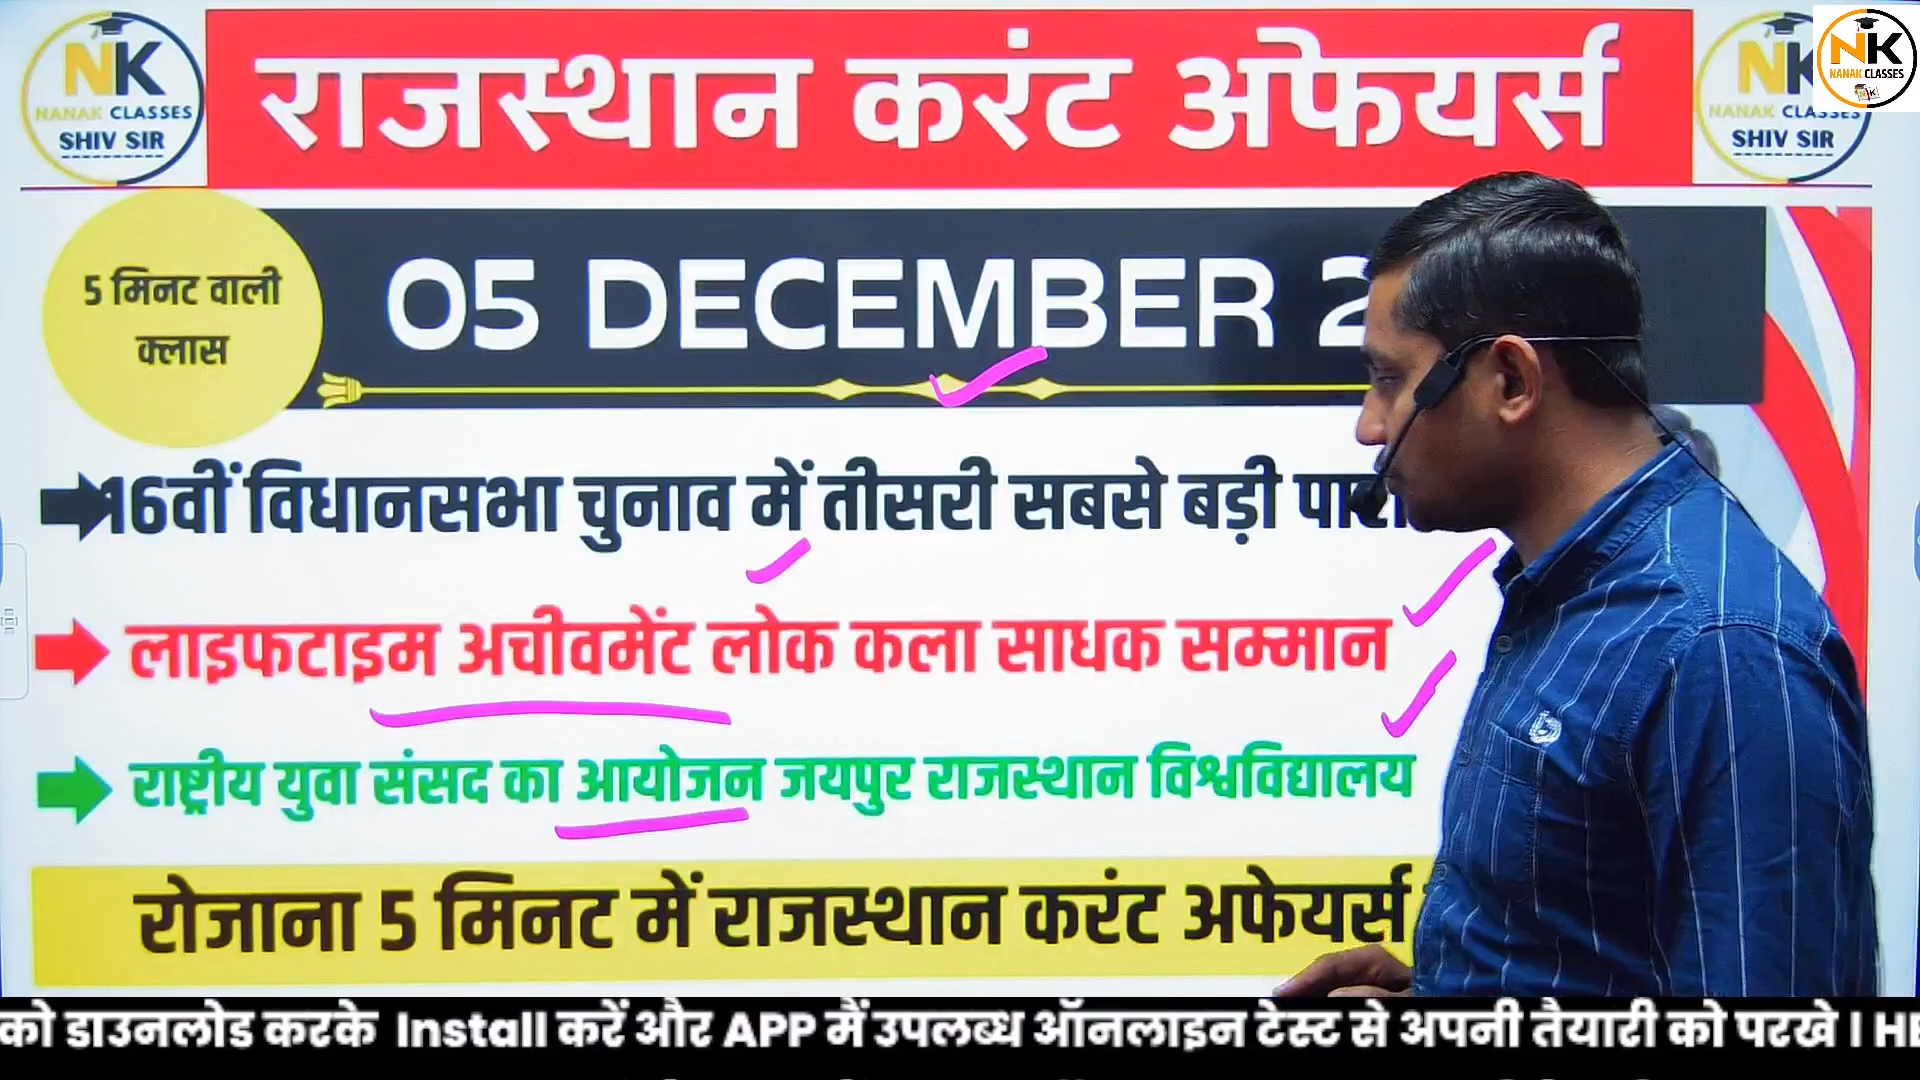 NK
NANAK CLASSES
SHIV SIR
राजस्थान करंट अफेयर्स
NK
NANAK CLASSES
SHIV SIR
NK
NANAK CLASSES
5 मिनट वाली
क्लास
05 DECEMBER
16वीं विधानसभा चुनाव में तीसरी सबसे बड़ी
लाइफटाइम अचीवमेंट लोक कला साधक सम्मान
राष्ट्रीय युवा संसद का आयोजन जयपुर राजस्थान विश्वविद्यालय
रोजाना 5 मिनट में राजस्थान करंट अफेयर्स
को डाउनलोड करके Install करें और APP मैं उपलब्ध ऑनलाइन टेस्ट से अपनी तैयारी को परखे ।